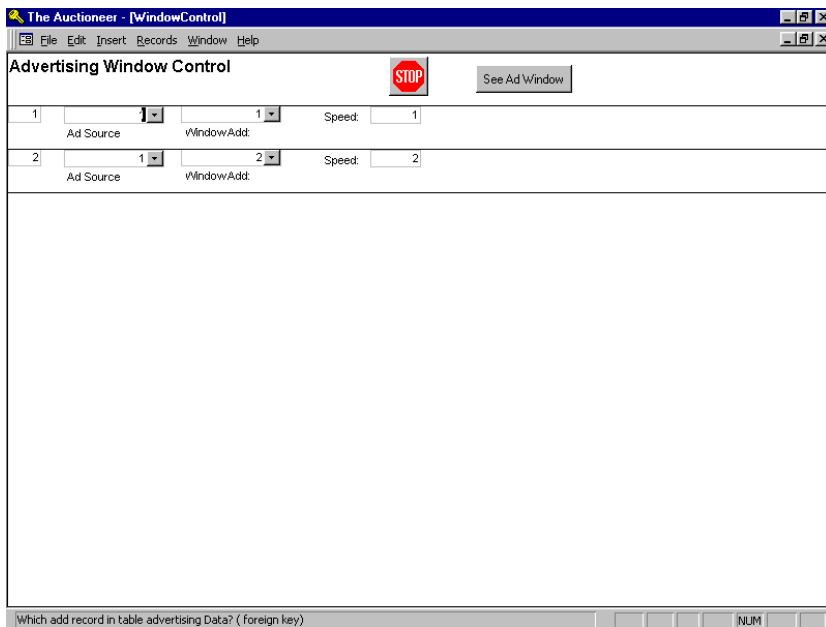 The Auctioneer - [WindowControl]
File Edit Insert Records Window Help
Advertising Window Control
STOP
See Ad Window
1 1 Speed: 1
Ad Source WindowAdd:
2 1 2 Speed: 2
Ad Source WindowAdd:
Which add record in table advertising Data? ( foreign key)
NUM